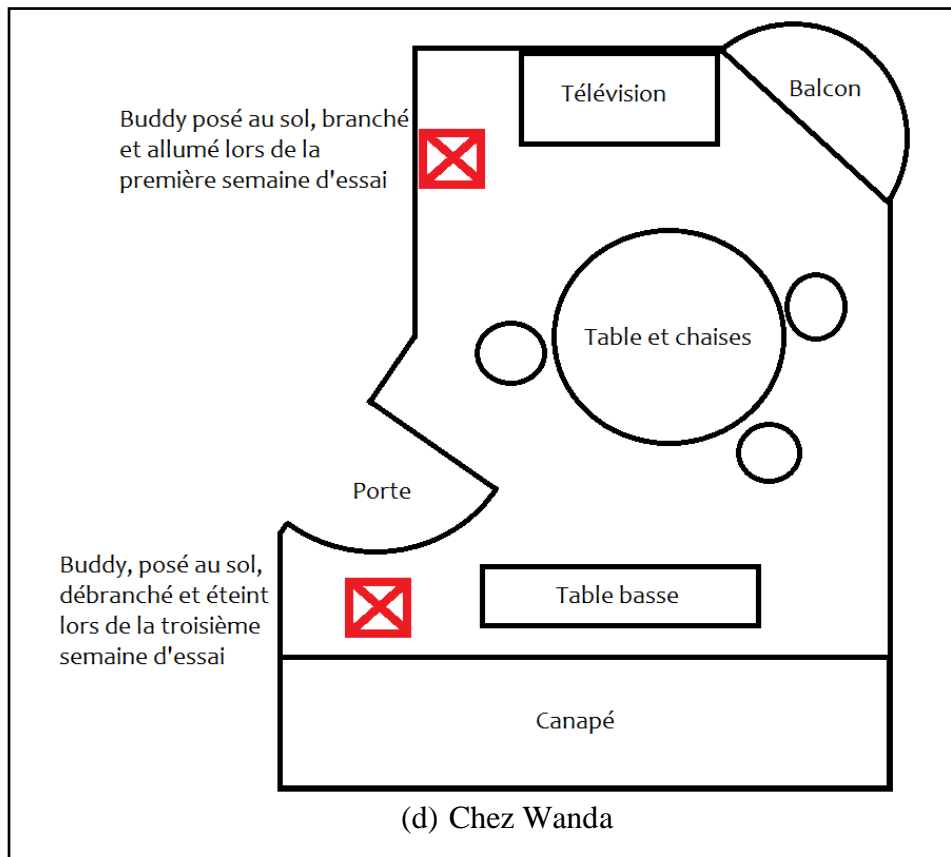 Télévision
Balcon
Buddy posé au sol, branché
et allumé lors de la
première semaine d'essai
Table et chaises
Porte
Buddy, posé au sol,
débranché et éteint
lors de la troisième
semaine d'essai
Table basse
Canapé
(d) Chez Wanda